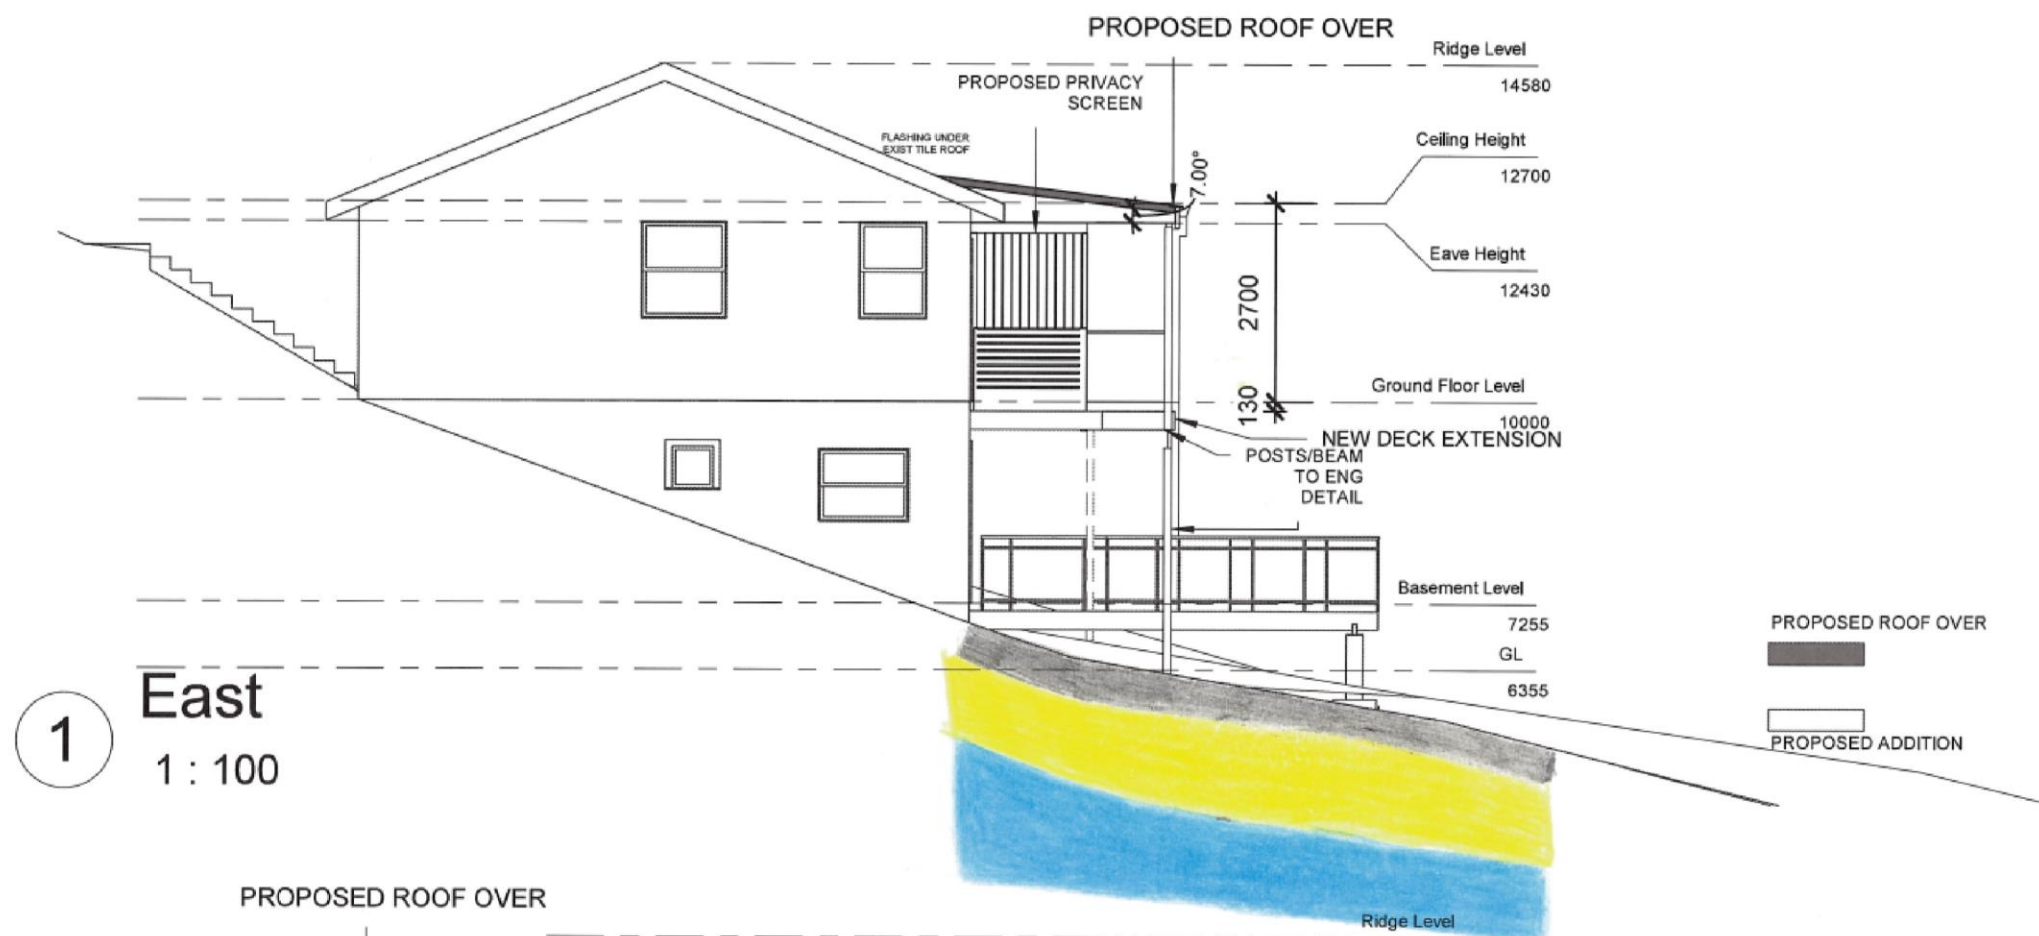 PROPOSED ROOF OVER
Ridge Level
14580
PROPOSED PRIVACY
SCREEN
FLASHING UNDER
EXIST TILE ROOF
7.00°
Ceiling Height
12700
Eave Height
12430
2700
130
Ground Floor Level
10000
NEW DECK EXTENSION
POSTS/BEAM
TO ENG
DETAIL
Basement Level
7255
GL
6355
PROPOSED ROOF OVER
PROPOSED ADDITION
1
East
1 : 100
PROPOSED ROOF OVER
Ridge Level